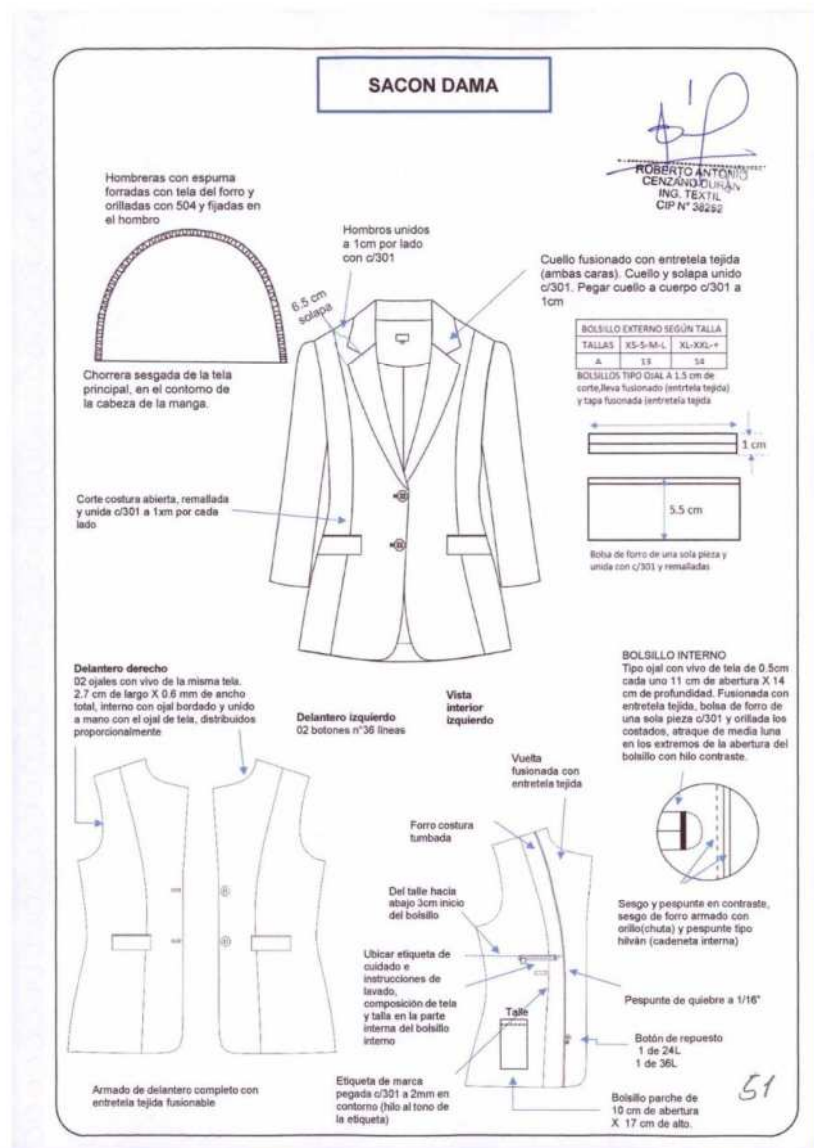 SACON DAMA
ROBERTO ANTONIO
CENZANO DURAN
ING. TEXTIL
CIP N° 38292
Hombreras con espuma
forradas con tela del forro y
orilladas con 504 y fijadas en
el hombro
Hombros unidos
a 1cm por lado
con c/301
6.5 cm
solapa
Cuello fusionado con entretela tejida
(ambas caras). Cuello y solapa unido
c/301. Pegar cuello a cuerpo c/301 a
1cm
BOLSILLO EXTERNO SEGÚN TALLA
TALLAS XS-S-M-L XL-XXL-+
A 13 14
BOLSILLOS TIPO OJAL A 1.5 cm de
corte,lleva fusionado (entrtela tejida)
y tapa fusionada (entretela tejida
1 cm
5.5 cm
Bolsa de forro de una sola pieza y
unida con c/301 y remalladas
Chorrera sesgada de la tela
principal, en el contorno de
la cabeza de la manga.
Corte costura abierta, remallada
y unida c/301 a 1xm por cada
lado
Delantero derecho
02 ojales con vivo de la misma tela.
2.7 cm de largo X 0.6 mm de ancho
total, interno con ojal bordado y unido
a mano con el ojal de tela, distribuidos
proporcionalmente
Delantero izquierdo
02 botones n°36 líneas
Vista
interior
izquierdo
BOLSILLO INTERNO
Tipo ojal con vivo de tela de 0.5cm
cada uno 11 cm de abertura X 14
cm de profundidad. Fusionada con
entretela tejida, bolsa de forro de
una sola pieza c/301 y orillada los
costados, atraque de media luna
en los extremos de la abertura del
bolsillo con hilo contraste.
Vuelta
fusionada con
entretela tejida
Forro costura
tumbada
Del talle hacia
abajo 3cm inicio
del bolsillo
Ubicar etiqueta de
cuidado e
instrucciones de
lavado,
composición de tela
y talla en la parte
interna del bolsillo
interno
Talle
Sesgo y pespunte en contraste,
sesgo de forro armado con
orillo(chuta) y pespunte tipo
hilván (cadeneta interna)
Pespunte de quiebre a 1/16"
Botón de repuesto
1 de 24L
1 de 36L
Armado de delantero completo con
entretela tejida fusionable
Etiqueta de marca
pegada c/301 a 2mm en
contorno (hilo al tono de
la etiqueta)
Bolsillo parche de
10 cm de abertura
X 17 cm de alto.
51